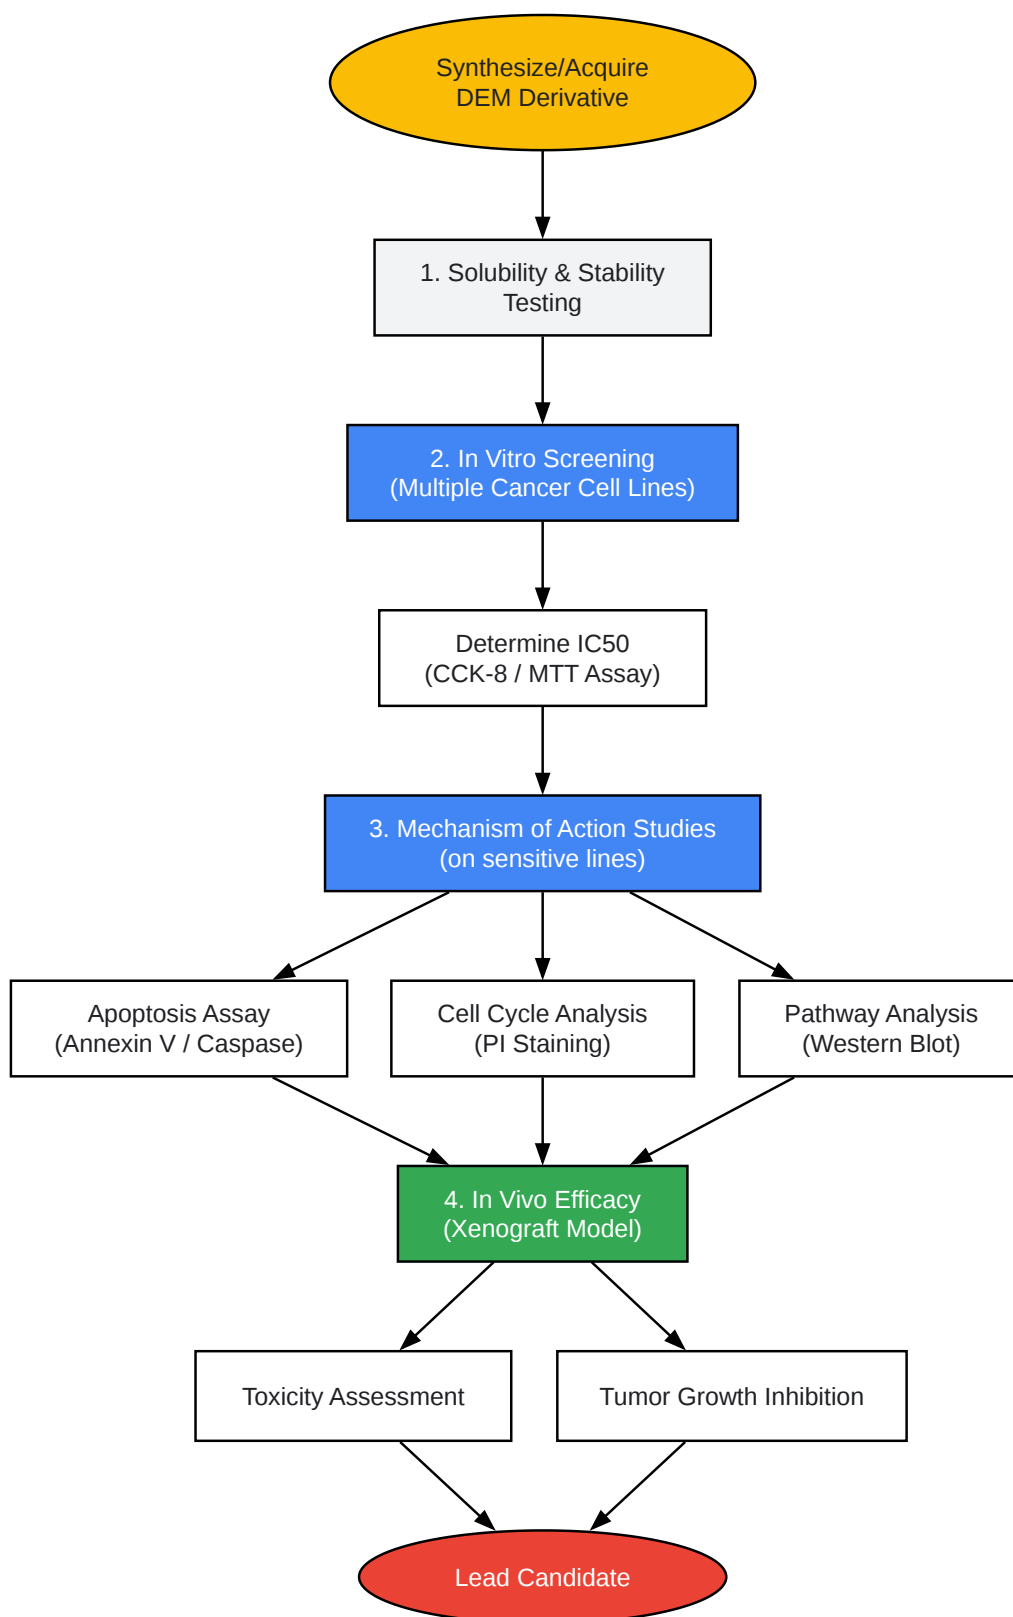 Synthesize/Acquire
DEM Derivative
1. Solubility & Stability
Testing
2. In Vitro Screening
(Multiple Cancer Cell Lines)
Determine IC50
(CCK-8 / MTT Assay)
3. Mechanism of Action Studies
(on sensitive lines)
Apoptosis Assay
(Annexin V / Caspase)
Cell Cycle Analysis
(PI Staining)
Pathway Analysis
(Western Blot)
4. In Vivo Efficacy
(Xenograft Model)
Toxicity Assessment
Tumor Growth Inhibition
Lead Candidate